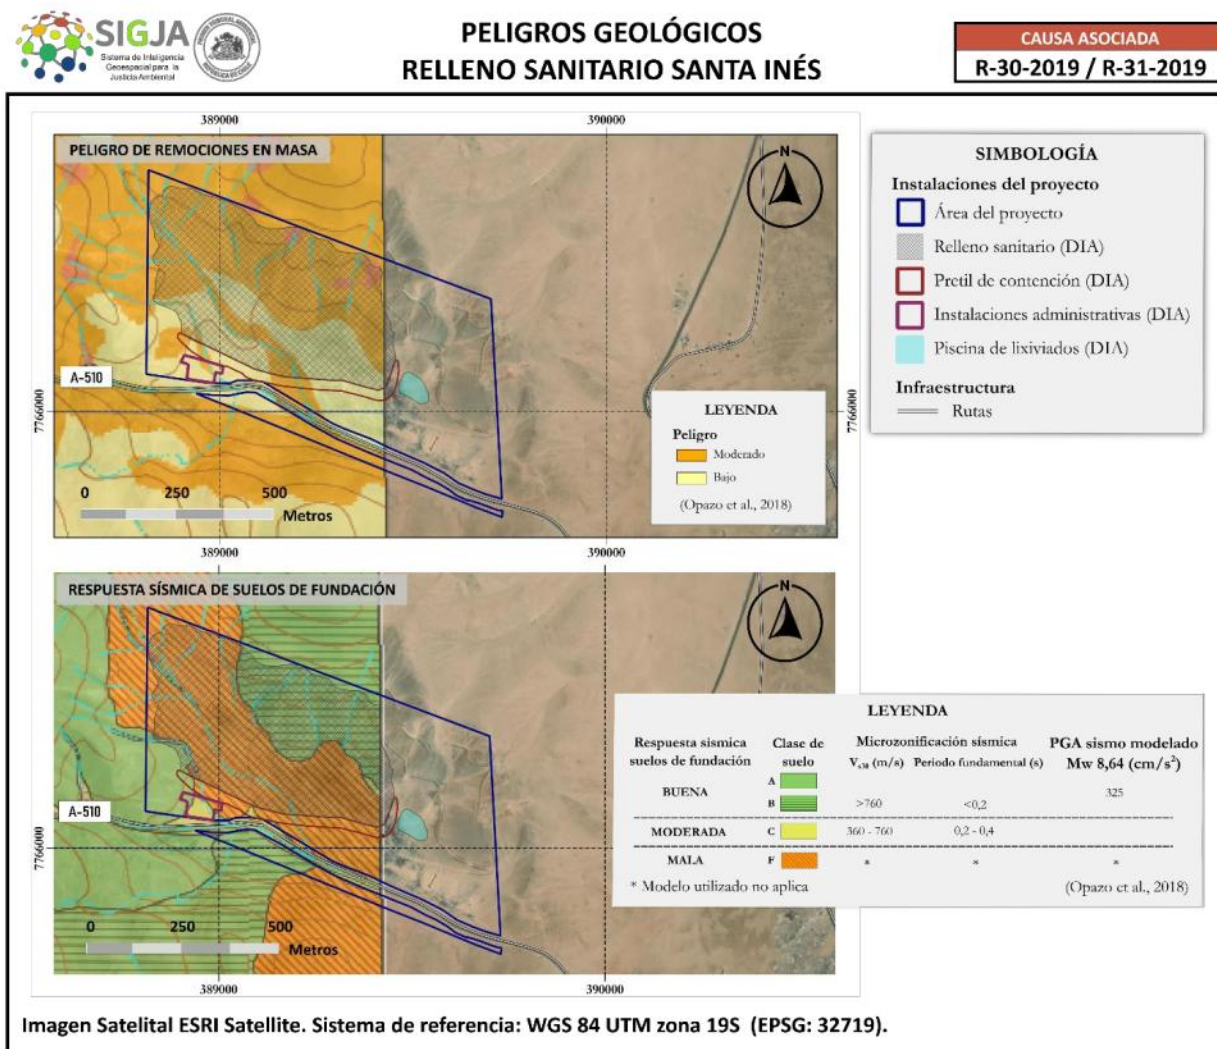 SIGJA
Sistema de Inteligencia
Geoespacial para la
Justicia Ambiental
PELIGROS GEOLÓGICOS
RELLENO SANITARIO SANTA INÉS
CAUSA ASOCIADA
R-30-2019 / R-31-2019
389000
390000
PELIGRO DE REMOCIONES EN MASA
N
A-510
7766000
7766000
LEYENDA
Peligro
Moderado
Bajo
(Opazo et al., 2018)
0
250
500
Metros
389000
390000
SIMBOLOGÍA
Instalaciones del proyecto
Área del proyecto
Relleno sanitario (DIA)
Pretil de contención (DIA)
Instalaciones administrativas (DIA)
Piscina de lixiviados (DIA)
Infraestructura
Rutas
RESPUESTA SÍSMICA DE SUELOS DE FUNDACIÓN
N
A-510
7766000
0
250
500
Metros
389000
390000
LEYENDA
Respuesta sísmica
suelos de fundación
Clase de
suelo
Microzonificación sísmica
Vs30 (m/s) Periodo fundamental (s)
PGA sismo modelado
Mw 8,64 (cm/s²)
BUENA
A
B
>760
<0,2
325
MODERADA C 360 - 760 0,2 - 0,4
MALA F * * *
* Modelo utilizado no aplica
(Opazo et al., 2018)
Imagen Satelital ESRI Satellite. Sistema de referencia: WGS 84 UTM zona 19S (EPSG: 32719).